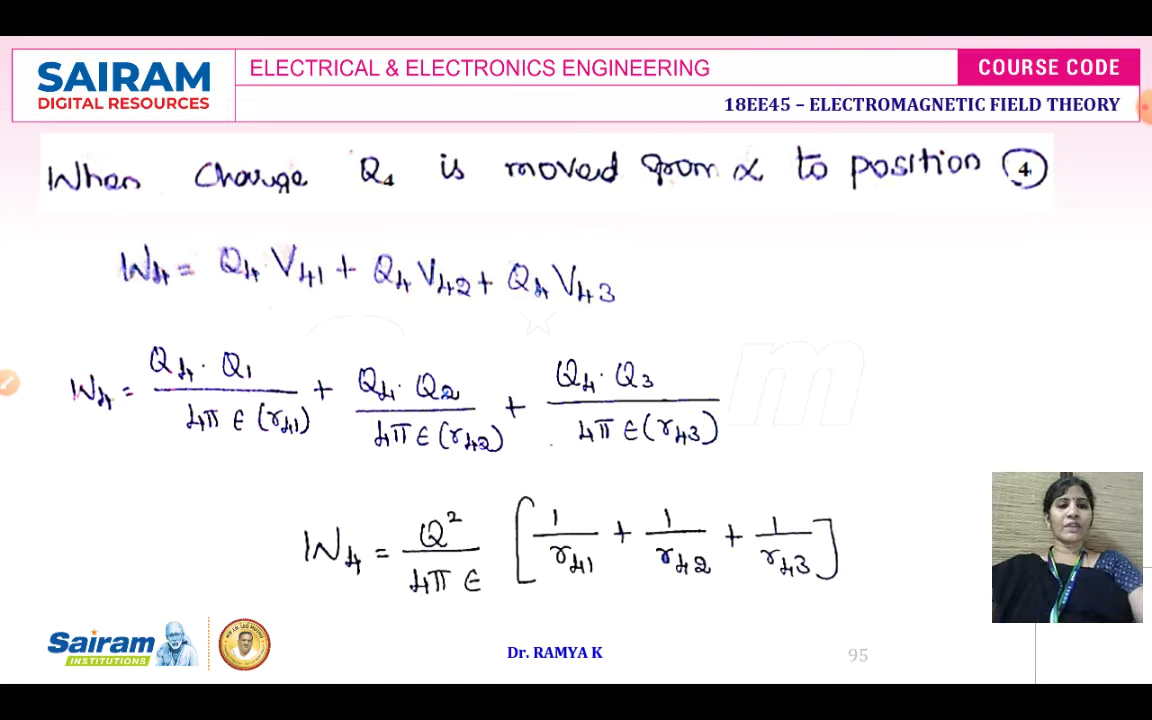 SAIRAM
DIGITAL RESOURCES
ELECTRICAL & ELECTRONICS ENGINEERING
COURSE CODE
18EE45 – ELECTROMAGNETIC FIELD THEORY
When charge Q4 is moved from ∝ to position ④
W4 = Q4 V41 + Q4 V42 + Q4 V43
W4 = Q4 · Q1 / 4π ∈ (r41) + Q4 · Q2 / 4π ∈ (r42) + Q4 · Q3 / 4π ∈ (r43)
W4 = Q² / 4π ∈ [ 1 / r41 + 1 / r42 + 1 / r43 ]
Sairam
INSTITUTIONS
Dr. RAMYA K
95